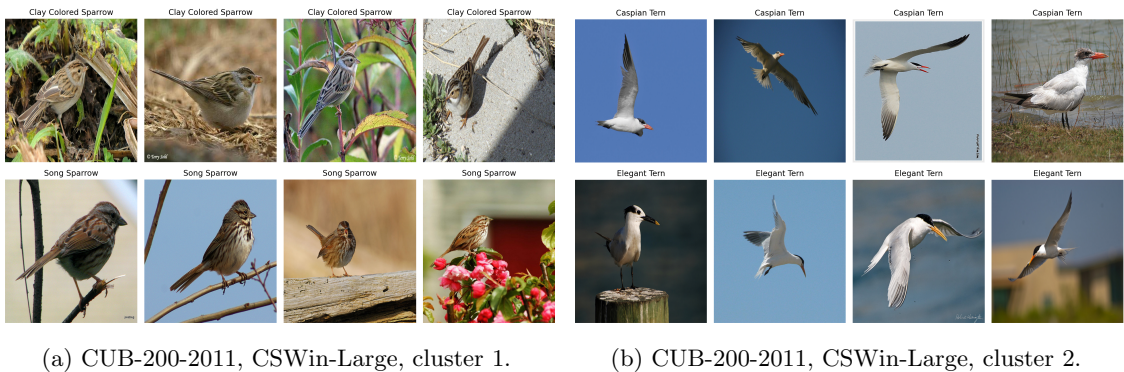 Clay Colored Sparrow Clay Colored Sparrow Clay Colored Sparrow Clay Colored Sparrow
Song Sparrow Song Sparrow Song Sparrow Song Sparrow
(a) CUB-200-2011, CSWin-Large, cluster 1.
Caspian Tern Caspian Tern Caspian Tern Caspian Tern
Elegant Tern Elegant Tern Elegant Tern Elegant Tern
(b) CUB-200-2011, CSWin-Large, cluster 2.